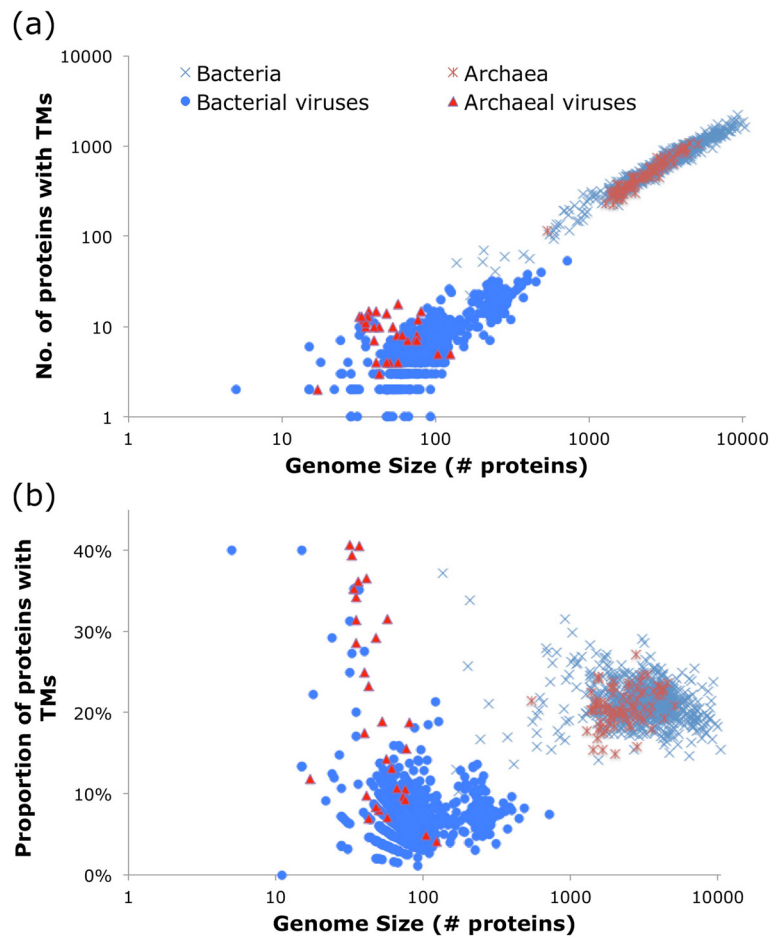 (a)
10000
1000
100
10
1
No. of proteins with TMs
Bacteria
Archaea
Bacterial viruses
Archaeal viruses
1 10 100 1000 10000
Genome Size (# proteins)
(b)
40%
30%
20%
10%
0%
Proportion of proteins with
TMs
1 10 100 1000 10000
Genome Size (# proteins)